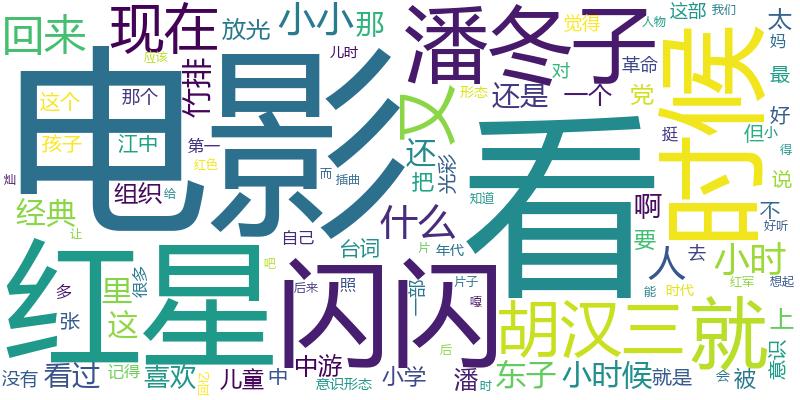 回来
现在
放光
小小
那
潘冬子
觉得
这部
我们
太
人物
妈
电影
应该
竹排
儿时
对
革命
最
时候
这个
那个
又
形态
还是
一个
党
好
看
孩子
江中
第一
还
挺
但
小
灿
红色
而
插曲
把
光彩
得
组织
给
知道
说
经典
什么
啊
不
让
自己
台词
片
年代
要
好听
去
红星
闪闪
吧
人
小时
里
很多
多
后来
照
一部
片子
嘎
能
时代
红军
想起
这
张
胡汉三
就
上
后
意识
没有
看过
记得
喜欢
儿童
中游
中
意识形态
小学
潘
时
东子
小时候
就是
会
被